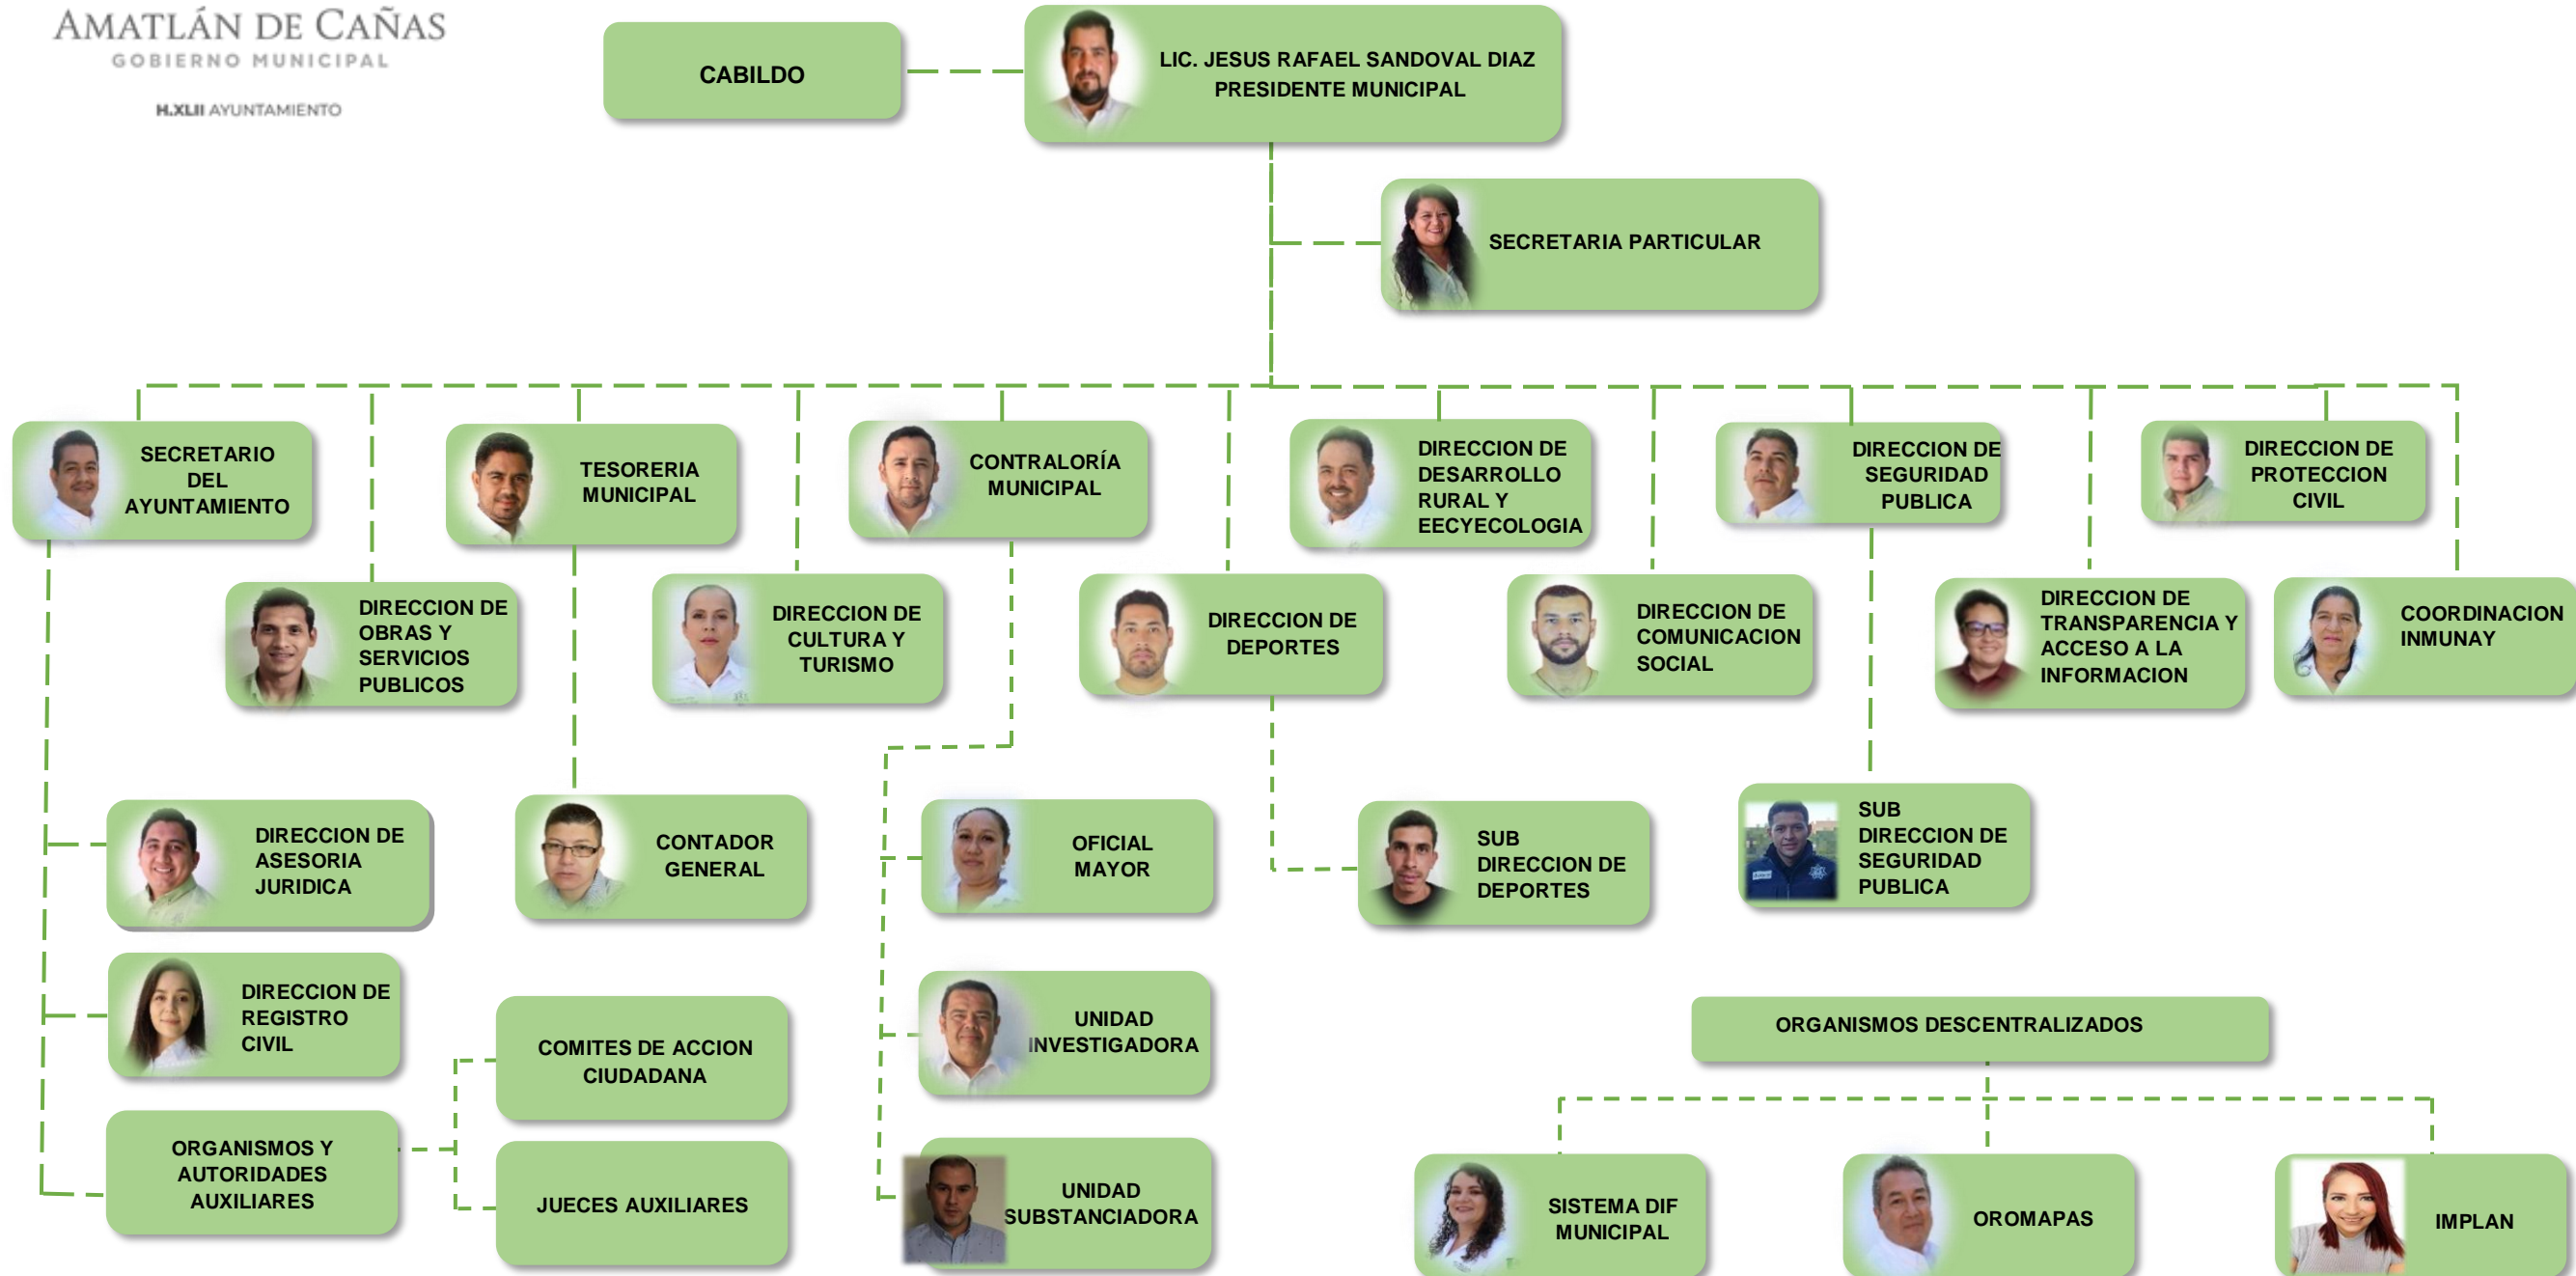 AMATLÁN DE CAÑAS
GOBIERNO MUNICIPAL
H.XLII AYUNTAMIENTO
CABILDO
LIC. JESUS RAFAEL SANDOVAL DIAZ
PRESIDENTE MUNICIPAL
SECRETARIA PARTICULAR
SECRETARIO
DEL
AYUNTAMIENTO
TESORERIA
MUNICIPAL
CONTRALORÍA
MUNICIPAL
DIRECCION DE
DESARROLLO
RURAL Y
EECYECOLOGIA
DIRECCION DE
SEGURIDAD
PUBLICA
DIRECCION DE
PROTECCION
CIVIL
DIRECCION DE
OBRAS Y
SERVICIOS
PUBLICOS
DIRECCION DE
CULTURA Y
TURISMO
DIRECCION DE
DEPORTES
DIRECCION DE
COMUNICACION
SOCIAL
DIRECCION DE
TRANSPARENCIA Y
ACCESO A LA
INFORMACION
COORDINACION
INMUNAY
DIRECCION DE
ASESORIA
JURIDICA
CONTADOR
GENERAL
OFICIAL
MAYOR
SUB
DIRECCION DE
DEPORTES
SUB
DIRECCION DE
SEGURIDAD
PUBLICA
DIRECCION DE
REGISTRO
CIVIL
COMITES DE ACCION
CIUDADANA
UNIDAD
INVESTIGADORA
ORGANISMOS DESCENTRALIZADOS
ORGANISMOS Y
AUTORIDADES
AUXILIARES
JUECES AUXILIARES
UNIDAD
SUBSTANCIADORA
SISTEMA DIF
MUNICIPAL
OROMAPAS
IMPLAN